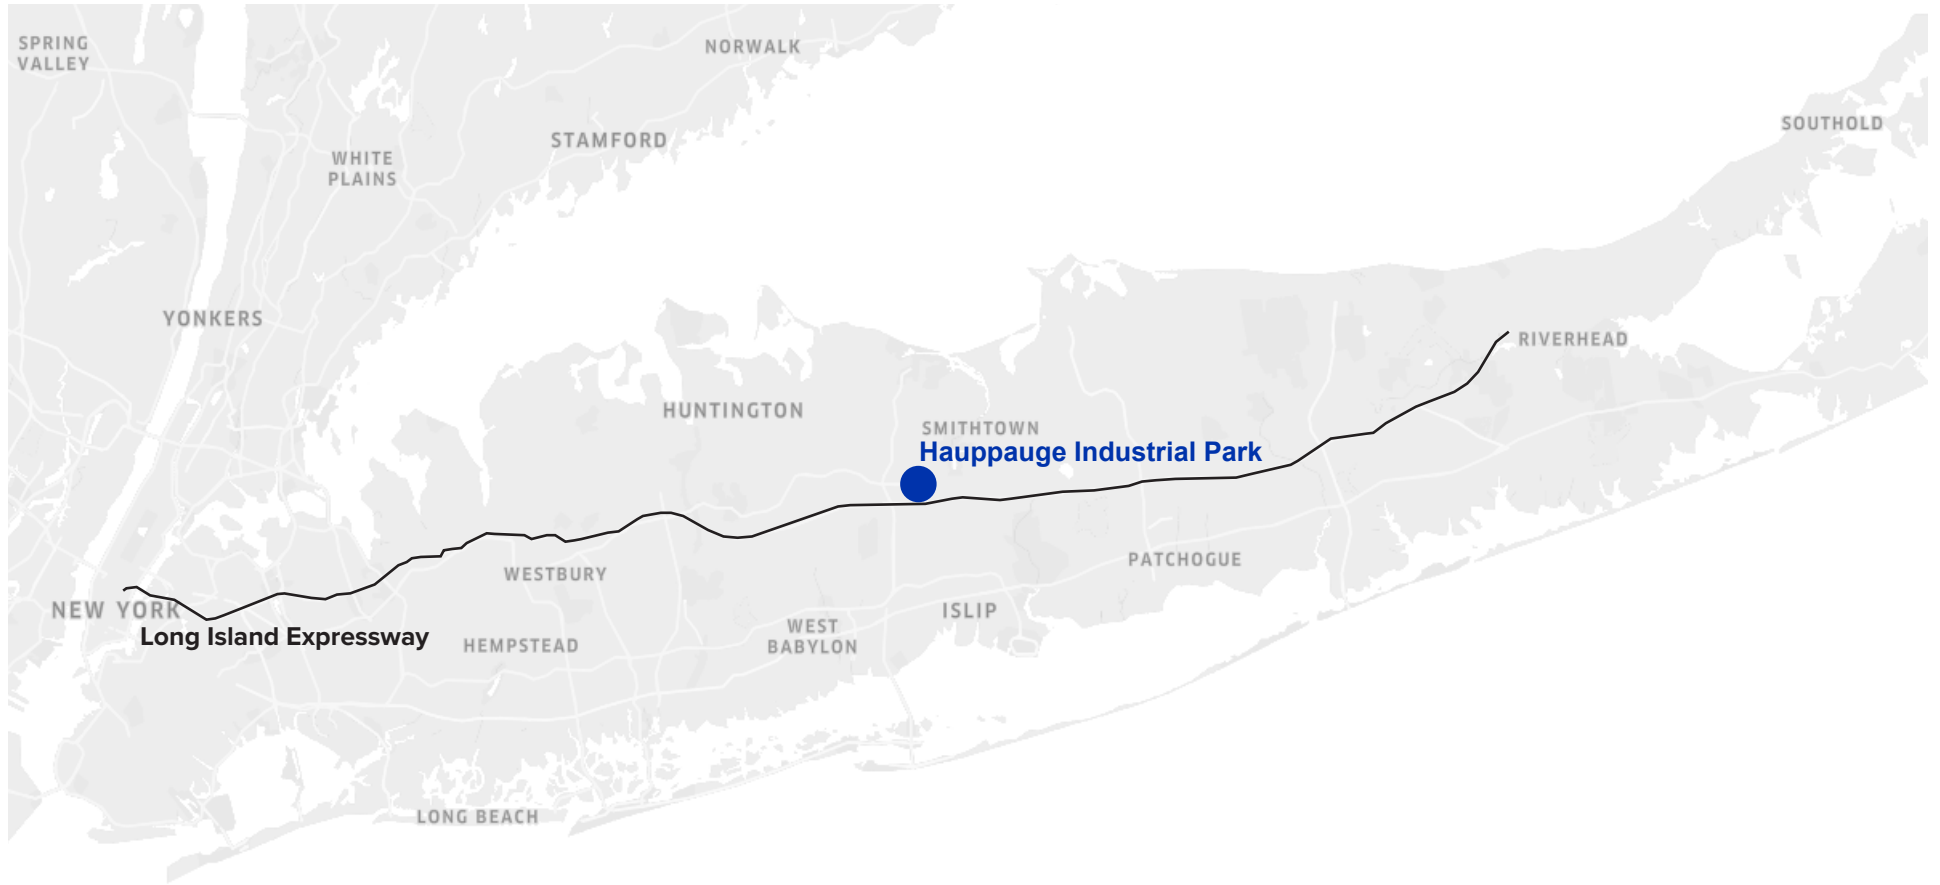 SPRING
VALLEY
NORWALK
SOUTHOLD
STAMFORD
WHITE
PLAINS
YONKERS
RIVERHEAD
HUNTINGTON
SMITHTOWN
Hauppauge Industrial Park
PATCHOGUE
WESTBURY
NEW YORK
ISLIP
Long Island Expressway
WEST
BABYLON
HEMPSTEAD
LONG BEACH